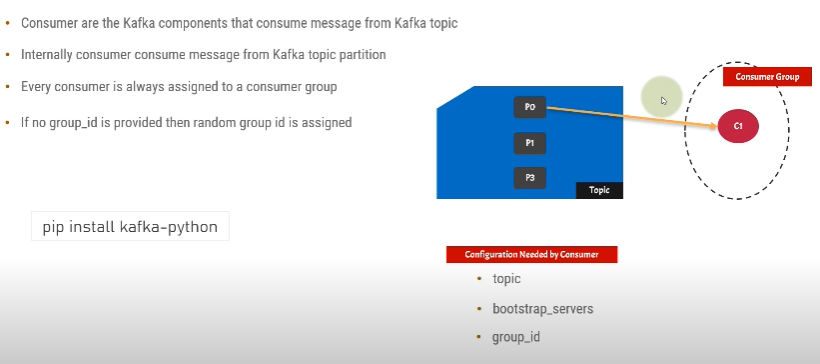 Consumer are the Kafka components that consume message from Kafka topic
Internally consumer consume message from Kafka topic partition
Every consumer is always assigned to a consumer group
If no group_id is provided then random group id is assigned
pip install kafka-python
Consumer Group
P0
C1
P1
P3
Topic
Configuration Needed by Consumer
topic
bootstrap_servers
group_id